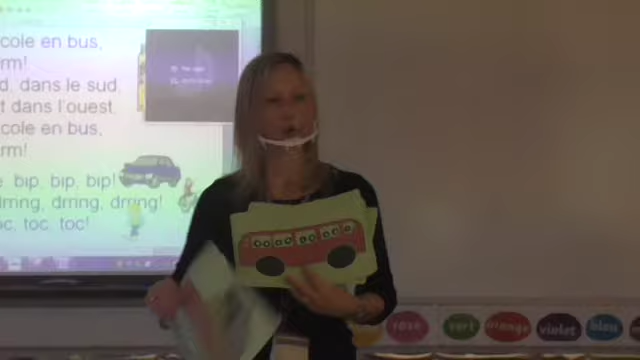 cole en bus,
rm!
d, dans le sud,
t dans l'ouest.
cole en bus,
rm!
e, bip, bip, bip!
drring, drring, drring!
oc, toc, toc!
rose
vert
orange
violet
bleu